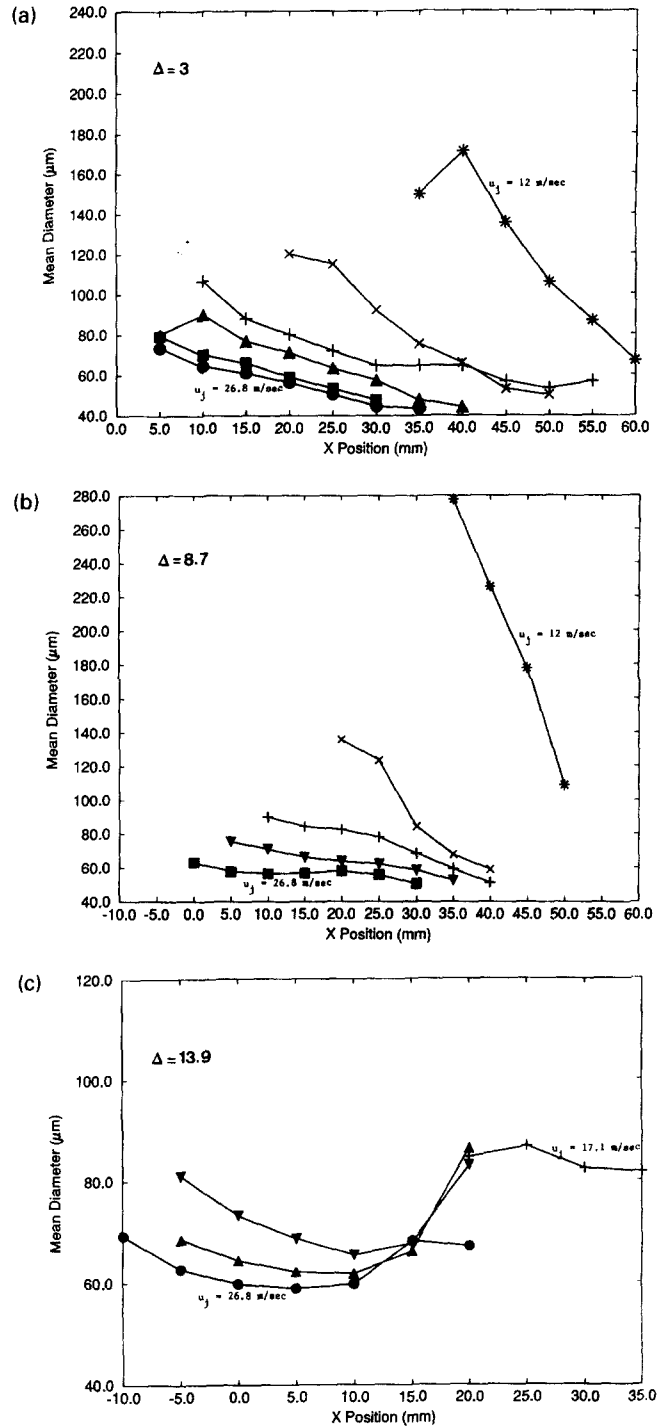 (a)
240.0
220.0
200.0
180.0
160.0
140.0
120.0
100.0
80.0
60.0
40.0
Mean Diameter (μm)
Δ = 3
u_j = 12 m/sec
u_j = 26.8 m/sec
0.0 5.0 10.0 15.0 20.0 25.0 30.0 35.0 40.0 45.0 50.0 55.0 60.0
X Position (mm)
(b)
280.0
260.0
240.0
220.0
200.0
180.0
160.0
140.0
120.0
100.0
80.0
60.0
40.0
Mean Diameter (μm)
Δ = 8.7
u_j = 12 m/sec
u_j = 26.8 m/sec
-10.0 -5.0 0.0 5.0 10.0 15.0 20.0 25.0 30.0 35.0 40.0 45.0 50.0 55.0 60.0
X Position (mm)
(c)
120.0
100.0
80.0
60.0
40.0
Mean Diameter (μm)
Δ = 13.9
u_j = 17.1 m/sec
u_j = 26.8 m/sec
-10.0 -5.0 0.0 5.0 10.0 15.0 20.0 25.0 30.0 35.0
X Position (mm)